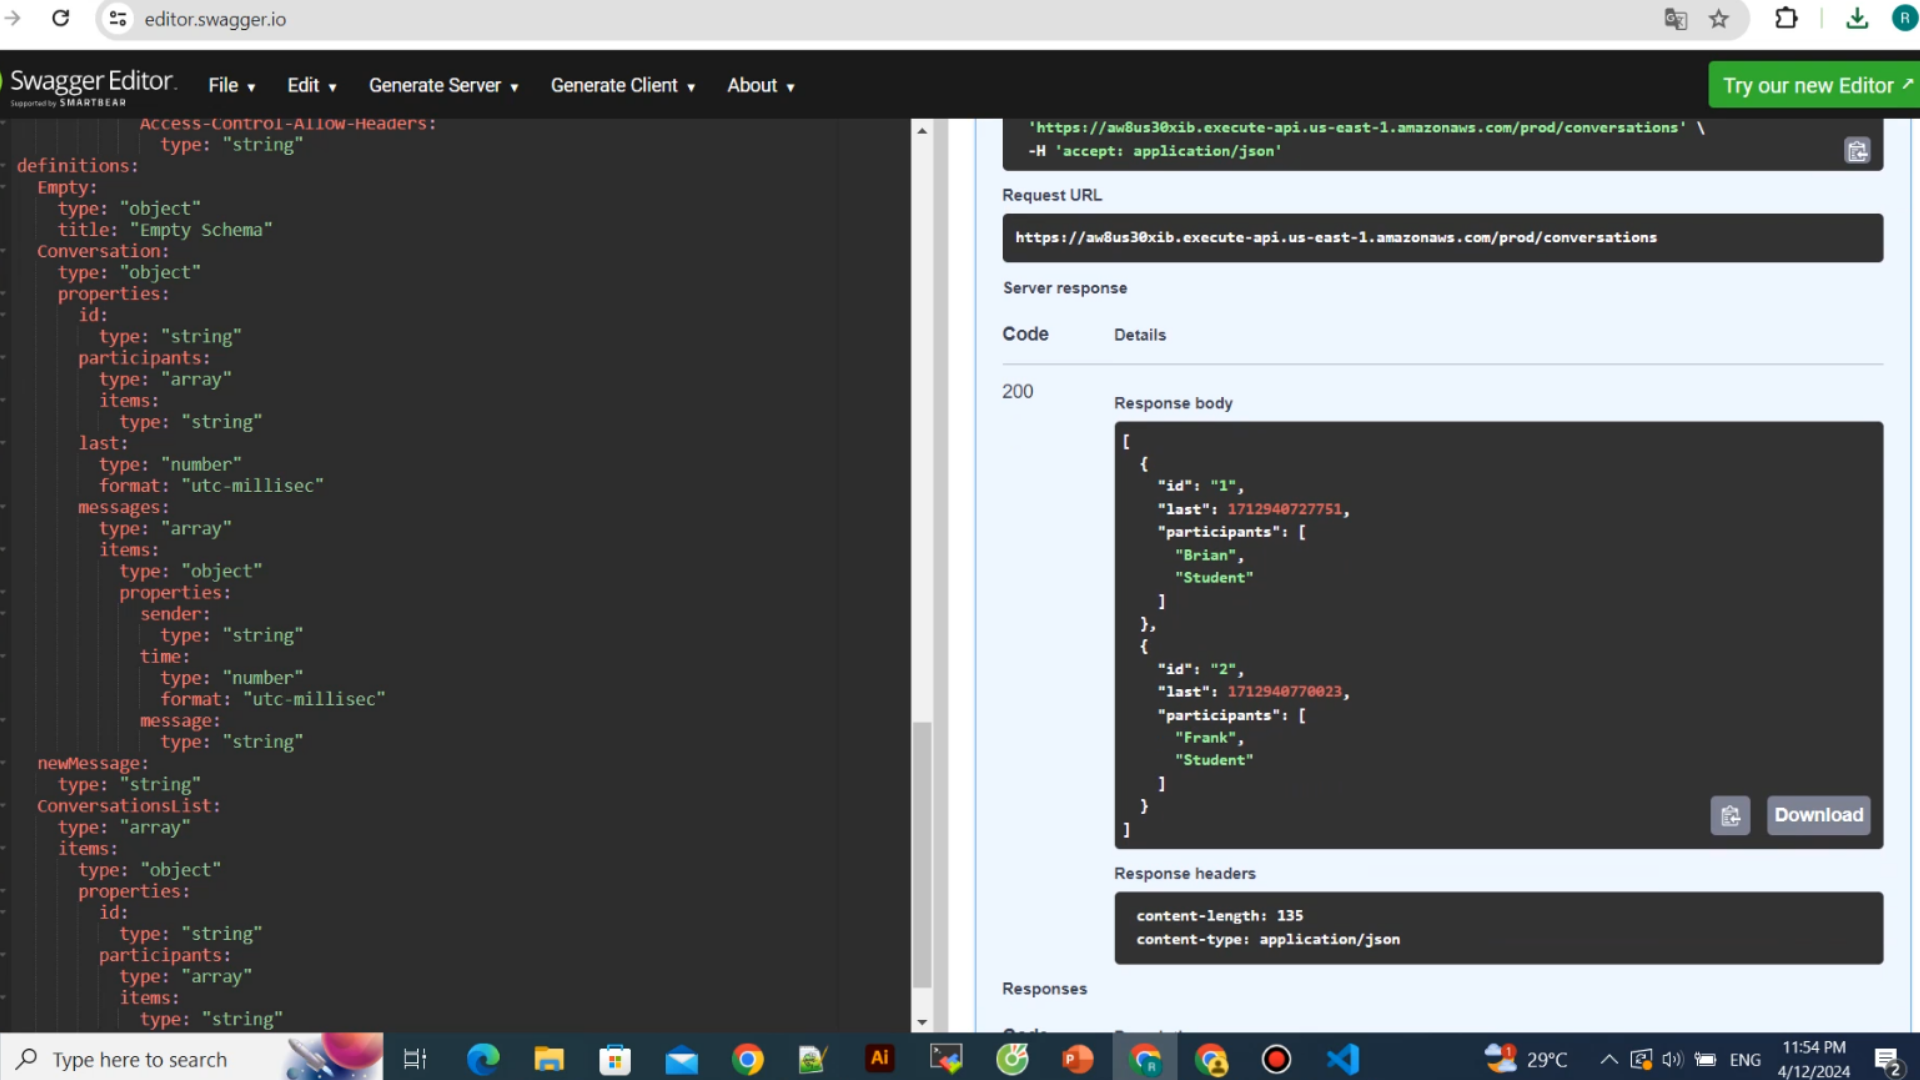 editor.swagger.io
R
Swagger Editor.
Supported by SMARTBEAR
File
Edit
Generate Server
Generate Client
About
Try our new Editor
Access-Control-Allow-Headers:
type: "string"
definitions:
Empty:
type: "object"
title: "Empty Schema"
Conversation:
type: "object"
properties:
id:
type: "string"
participants:
type: "array"
items:
type: "string"
last:
type: "number"
format: "utc-millisec"
messages:
type: "array"
items:
type: "object"
properties:
sender:
type: "string"
time:
type: "number"
format: "utc-millisec"
message:
type: "string"
newMessage:
type: "string"
ConversationsList:
type: "array"
items:
type: "object"
properties:
id:
type: "string"
participants:
type: "array"
items:
type: "string"
'https://aw8us30xib.execute-api.us-east-1.amazonaws.com/prod/conversations' \
-H 'accept: application/json'
Request URL
https://aw8us30xib.execute-api.us-east-1.amazonaws.com/prod/conversations
Server response
Code Details
200
Response body
[
{
"id": "1",
"last": 1712940727751,
"participants": [
"Brian",
"Student"
]
},
{
"id": "2",
"last": 1712940770023,
"participants": [
"Frank",
"Student"
]
}
]
Download
Response headers
content-length: 135
content-type: application/json
Responses
Type here to search
Ai
29°C
ENG
11:54 PM
4/12/2024
2